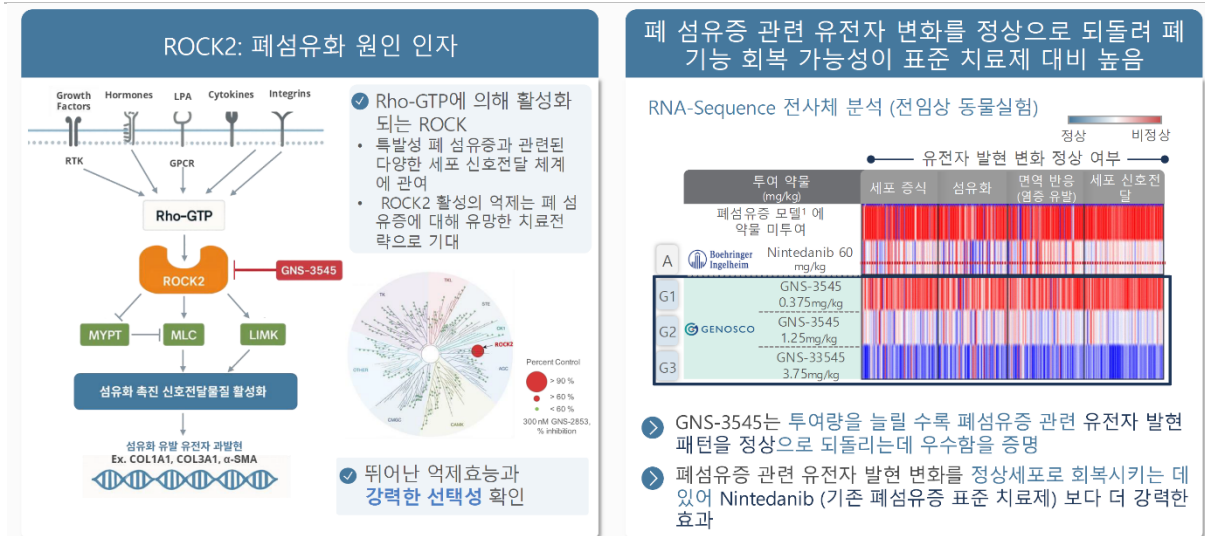 ROCK2: 폐섬유화 원인 인자
Growth
Factors
Hormones
LPA
Cytokines
Integrins
RTK
GPCR
Rho-GTP
ROCK2
GNS-3545
MYPT
MLC
LIMK
섬유화 촉진 신호전달물질 활성화
섬유화 유발 유전자 과발현
Ex. COL1A1, COL3A1, α-SMA
Rho-GTP에 의해 활성화
되는 ROCK
• 특발성 폐 섬유증과 관련된
다양한 세포 신호전달 체계
에 관여
• ROCK2 활성의 억제는 폐 섬
유증에 대해 유망한 치료전
략으로 기대
TK
TKL
STE
CK1
ROCK2
AGC
CAMK
CMGC
OTHER
Percent Control
> 90 %
> 60 %
< 60 %
300 nM GNS-2853,
% inhibition
뛰어난 억제효능과
강력한 선택성 확인
폐 섬유증 관련 유전자 변화를 정상으로 되돌려 폐
기능 회복 가능성이 표준 치료제 대비 높음
RNA-Sequence 전사체 분석 (전임상 동물실험)
정상
비정상
유전자 발현 변화 정상 여부
투여 약물
(mg/kg)
세포 증식
섬유화
면역 반응
(염증 유발)
세포 신호전
달
폐섬유증 모델¹ 에
약물 미투여
A
Boehringer
Ingelheim
Nintedanib 60
mg/kg
G1
GNS-3545
0.375mg/kg
G2
GENOSCO
GNS-3545
1.25mg/kg
G3
GNS-33545
3.75mg/kg
GNS-3545는 투여량을 늘릴 수록 폐섬유증 관련 유전자 발현
패턴을 정상으로 되돌리는데 우수함을 증명
폐섬유증 관련 유전자 발현 변화를 정상세포로 회복시키는 데
있어 Nintedanib (기존 폐섬유증 표준 치료제) 보다 더 강력한
효과